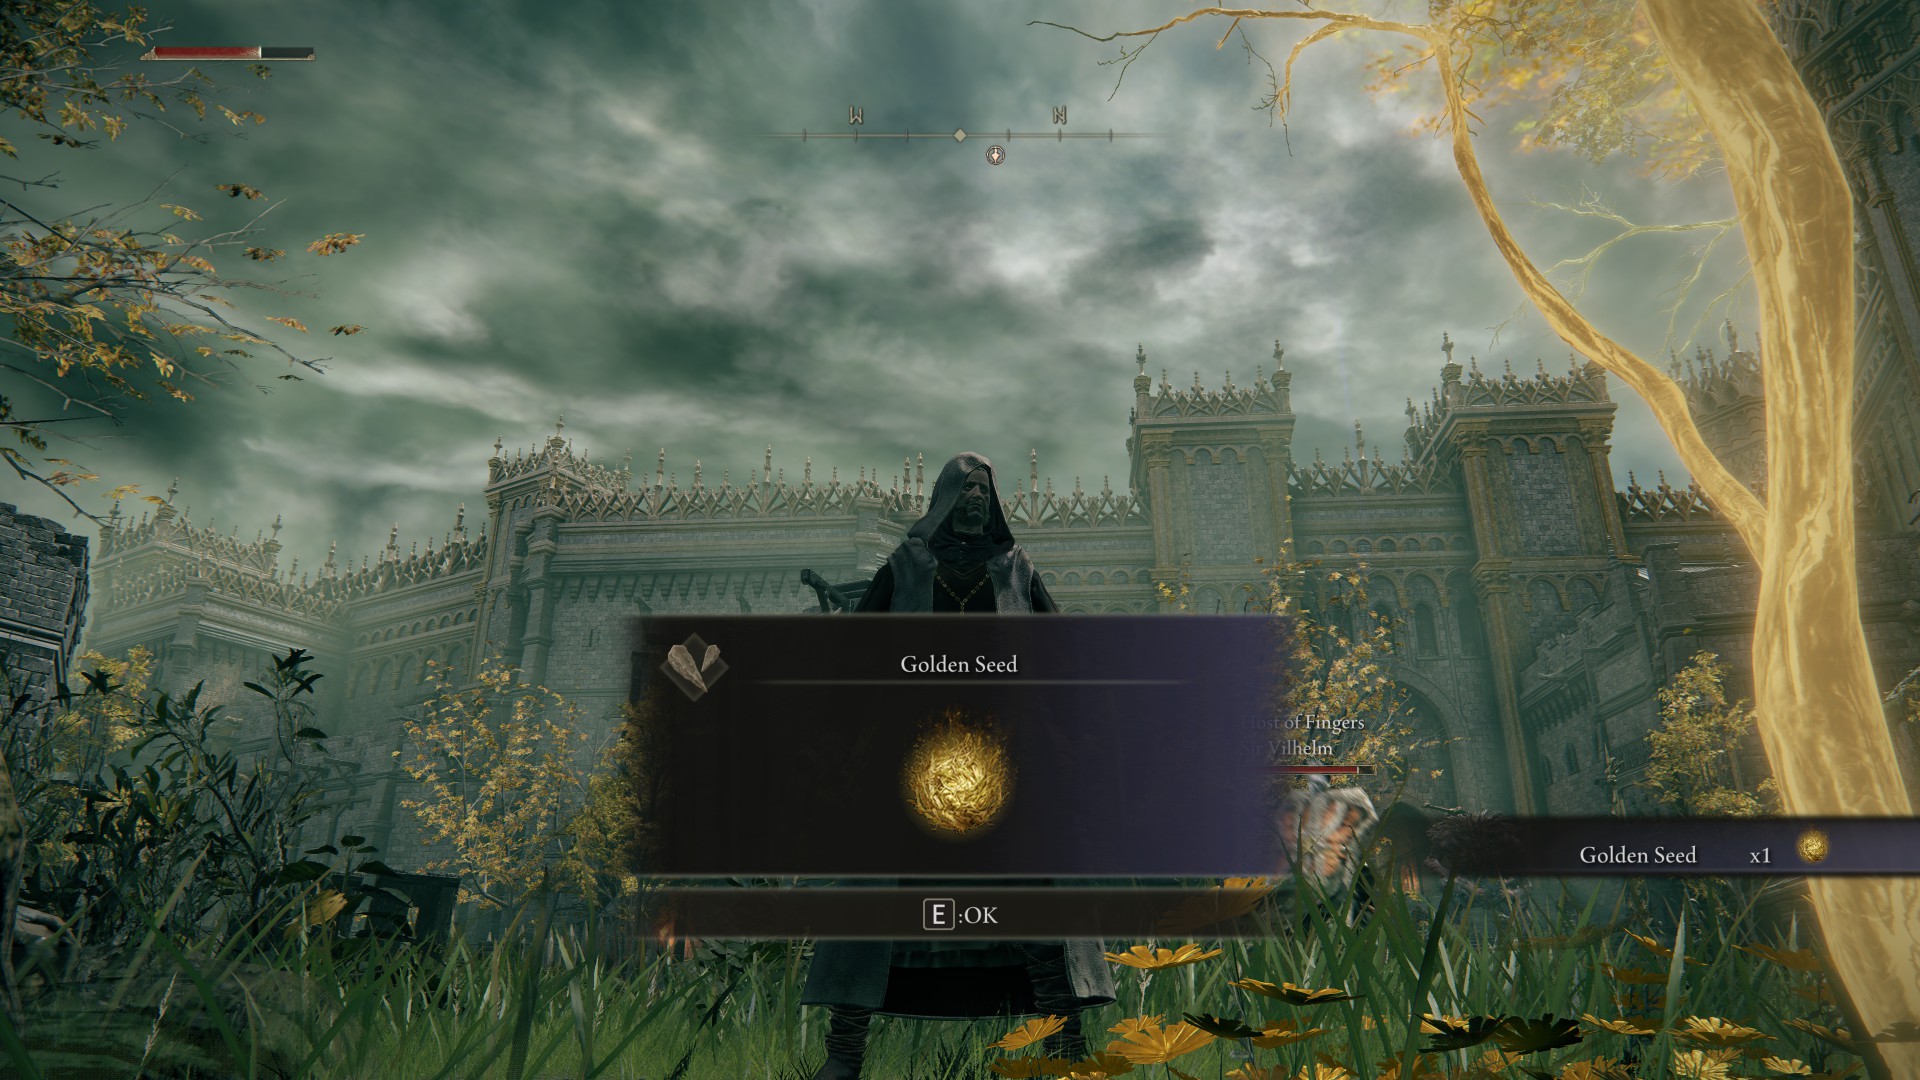 W N
Golden Seed
Host of Fingers
Sir Vilhelm
Golden Seed x1
E:OK